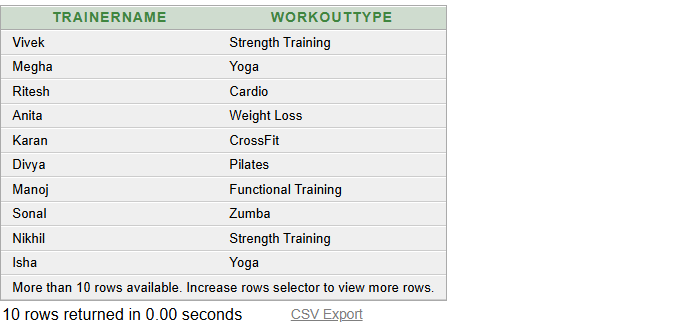 TRAINERNAME WORKOUTTYPE
Vivek Strength Training
Megha Yoga
Ritesh Cardio
Anita Weight Loss
Karan CrossFit
Divya Pilates
Manoj Functional Training
Sonal Zumba
Nikhil Strength Training
Isha Yoga
More than 10 rows available. Increase rows selector to view more rows.
10 rows returned in 0.00 seconds CSV Export